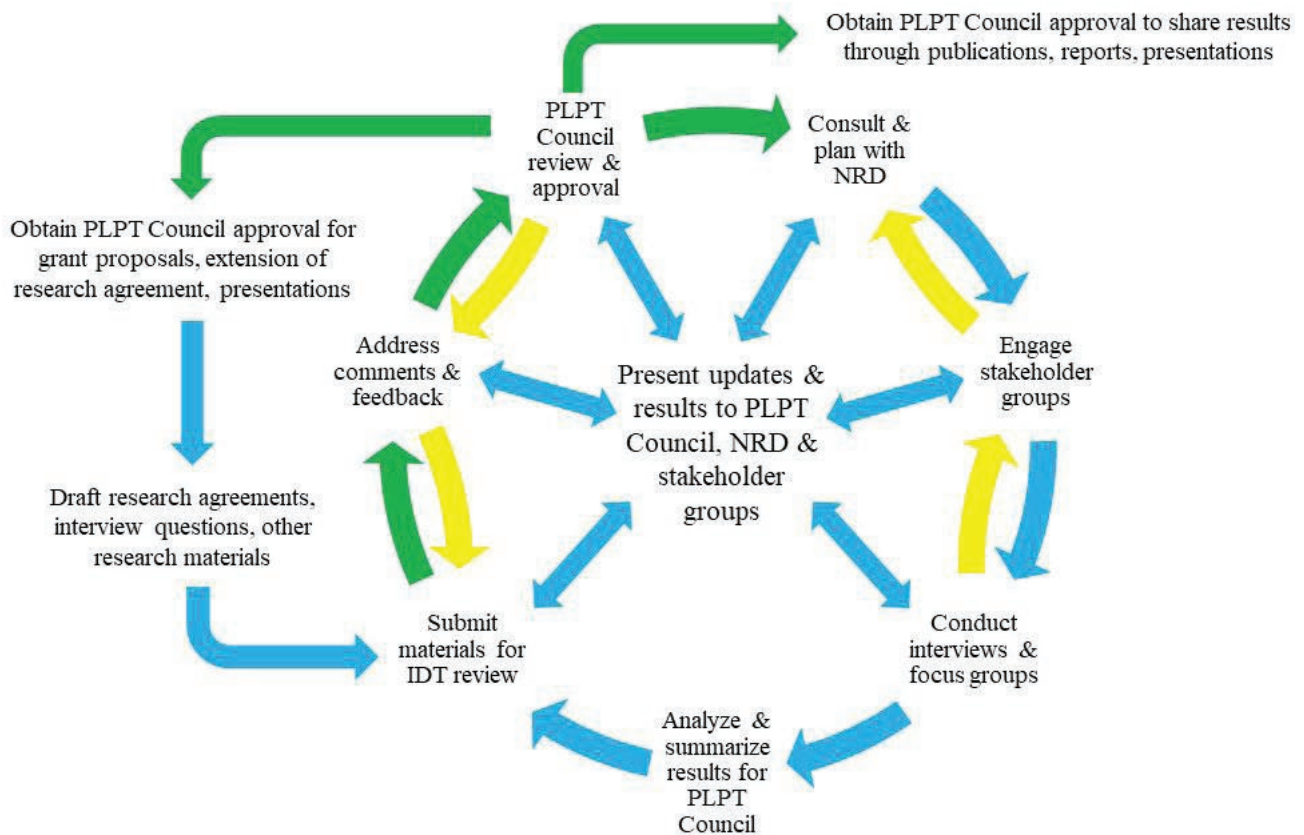 Obtain PLPT Council approval to share results
through publications, reports, presentations
PLPT
Council
review &
approval
Consult &
plan with
NRD
Obtain PLPT Council approval for
grant proposals, extension of
research agreement, presentations
Address
comments &
feedback
Present updates &
results to PLPT
Council, NRD &
stakeholder
groups
Engage
stakeholder
groups
Draft research agreements,
interview questions, other
research materials
Submit
materials for
IDT review
Conduct
interviews &
focus groups
Analyze &
summarize
results for
PLPT
Council